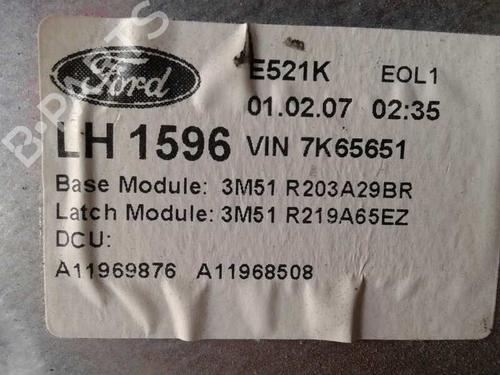 Ford
E521K EOL1
01.02.07 02:35
LH 1596 VIN 7K65651
Base Module: 3M51 R203A29BR
Latch Module: 3M51 R219A65EZ
DCU:
A11969876 A11968508
B-PARTS